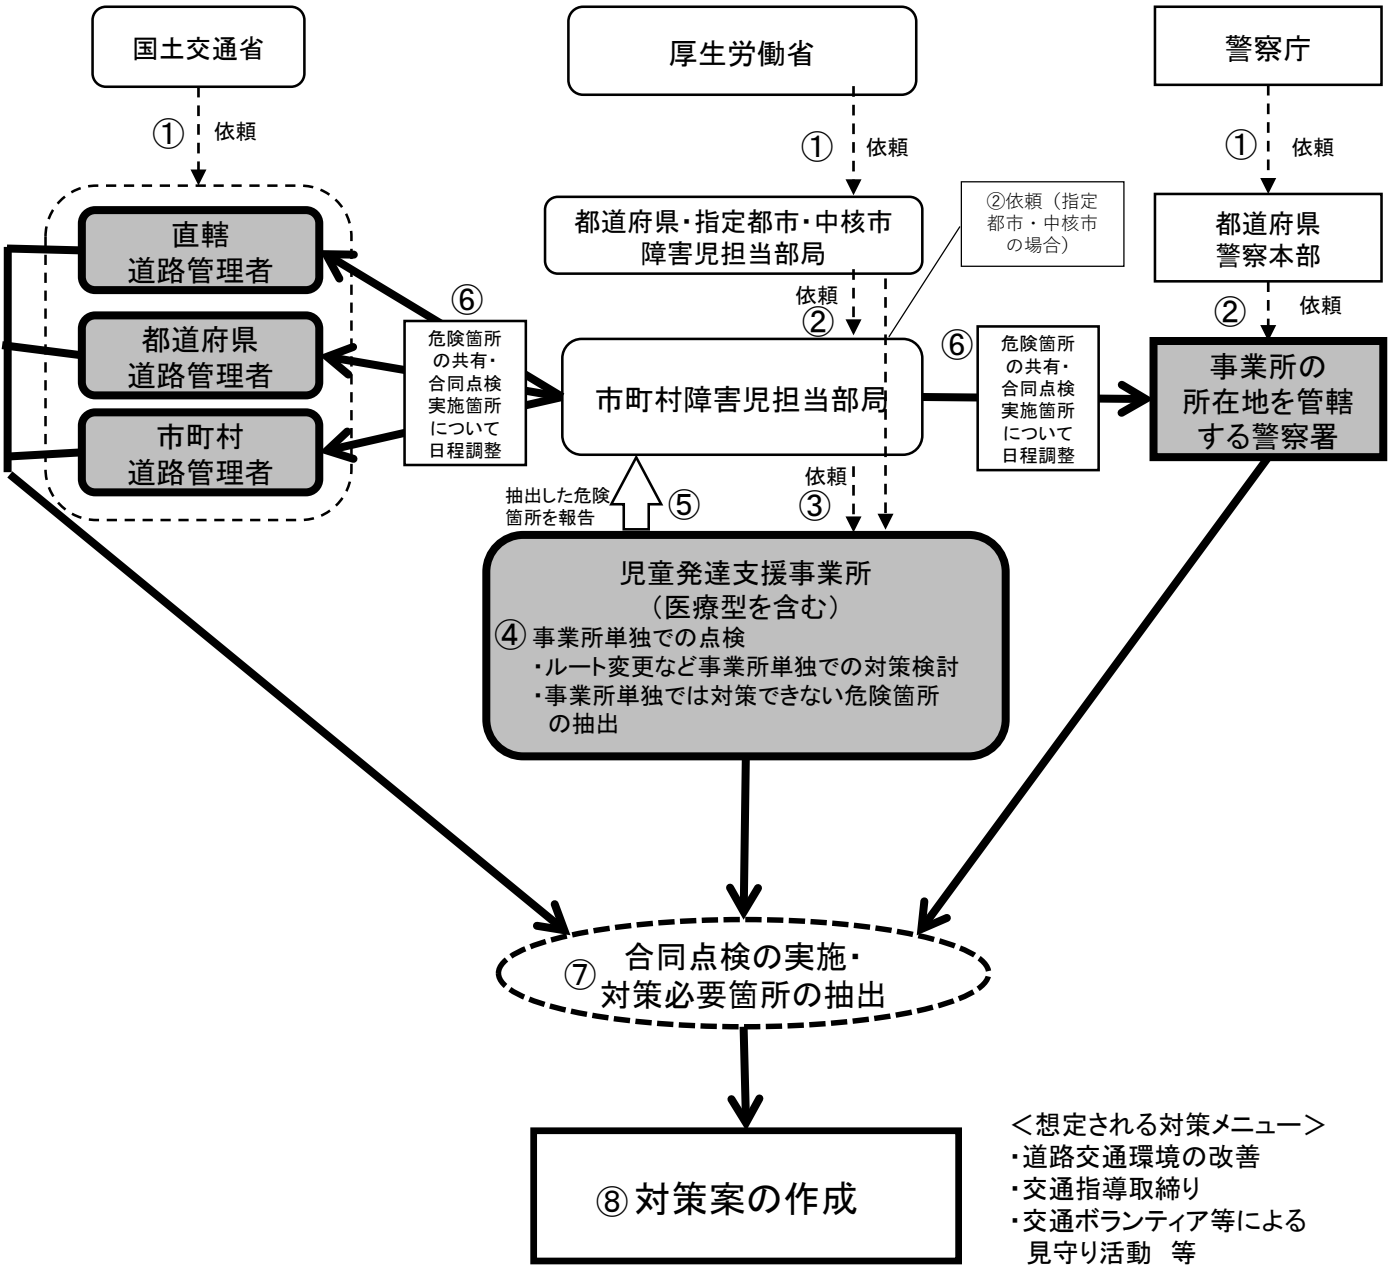 国土交通省
厚生労働省
警察庁
①
依頼
①
依頼
①
依頼
直轄
道路管理者
都道府県
道路管理者
市町村
道路管理者
都道府県・指定都市・中核市
障害児担当部局
②依頼（指定
都市・中核市
の場合）
都道府県
警察本部
依頼
②
②
依頼
⑥
危険箇所
の共有・
合同点検
実施箇所
について
日程調整
市町村障害児担当部局
⑥
危険箇所
の共有・
合同点検
実施箇所
について
日程調整
事業所の
所在地を管轄
する警察署
抽出した危険
箇所を報告
⑤
依頼
③
児童発達支援事業所
（医療型を含む）
④事業所単独での点検
・ルート変更など事業所単独での対策検討
・事業所単独では対策できない危険箇所
の抽出
⑦
合同点検の実施・
対策必要箇所の抽出
⑧対策案の作成
＜想定される対策メニュー＞
・道路交通環境の改善
・交通指導取締り
・交通ボランティア等による
見守り活動　等